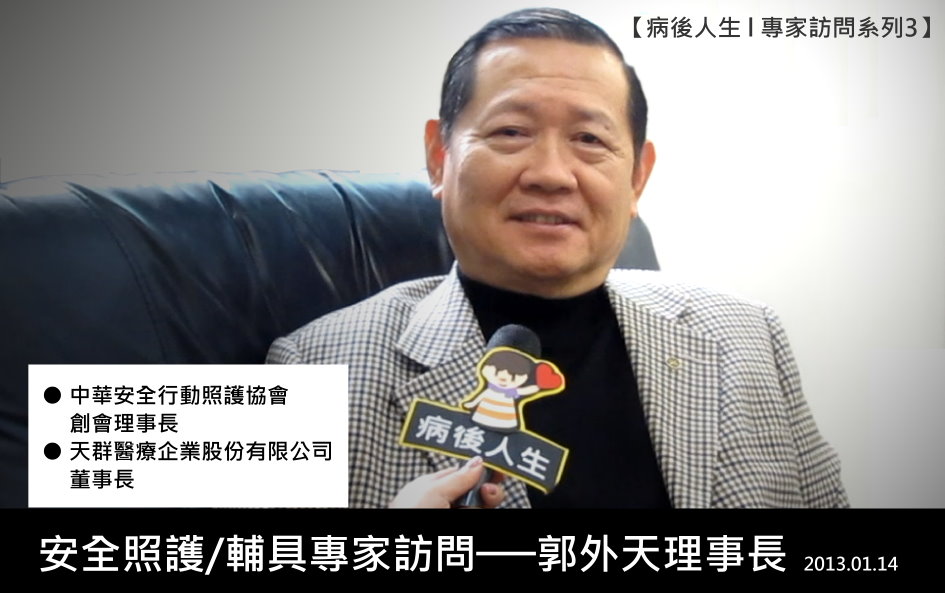 【病後人生 I 專家訪問系列3】
● 中華安全行動照護協會
創會理事長
● 天群醫療企業股份有限公司
董事長
病後人生
安全照護/輔具專家訪問──郭外天理事長 2013.01.14